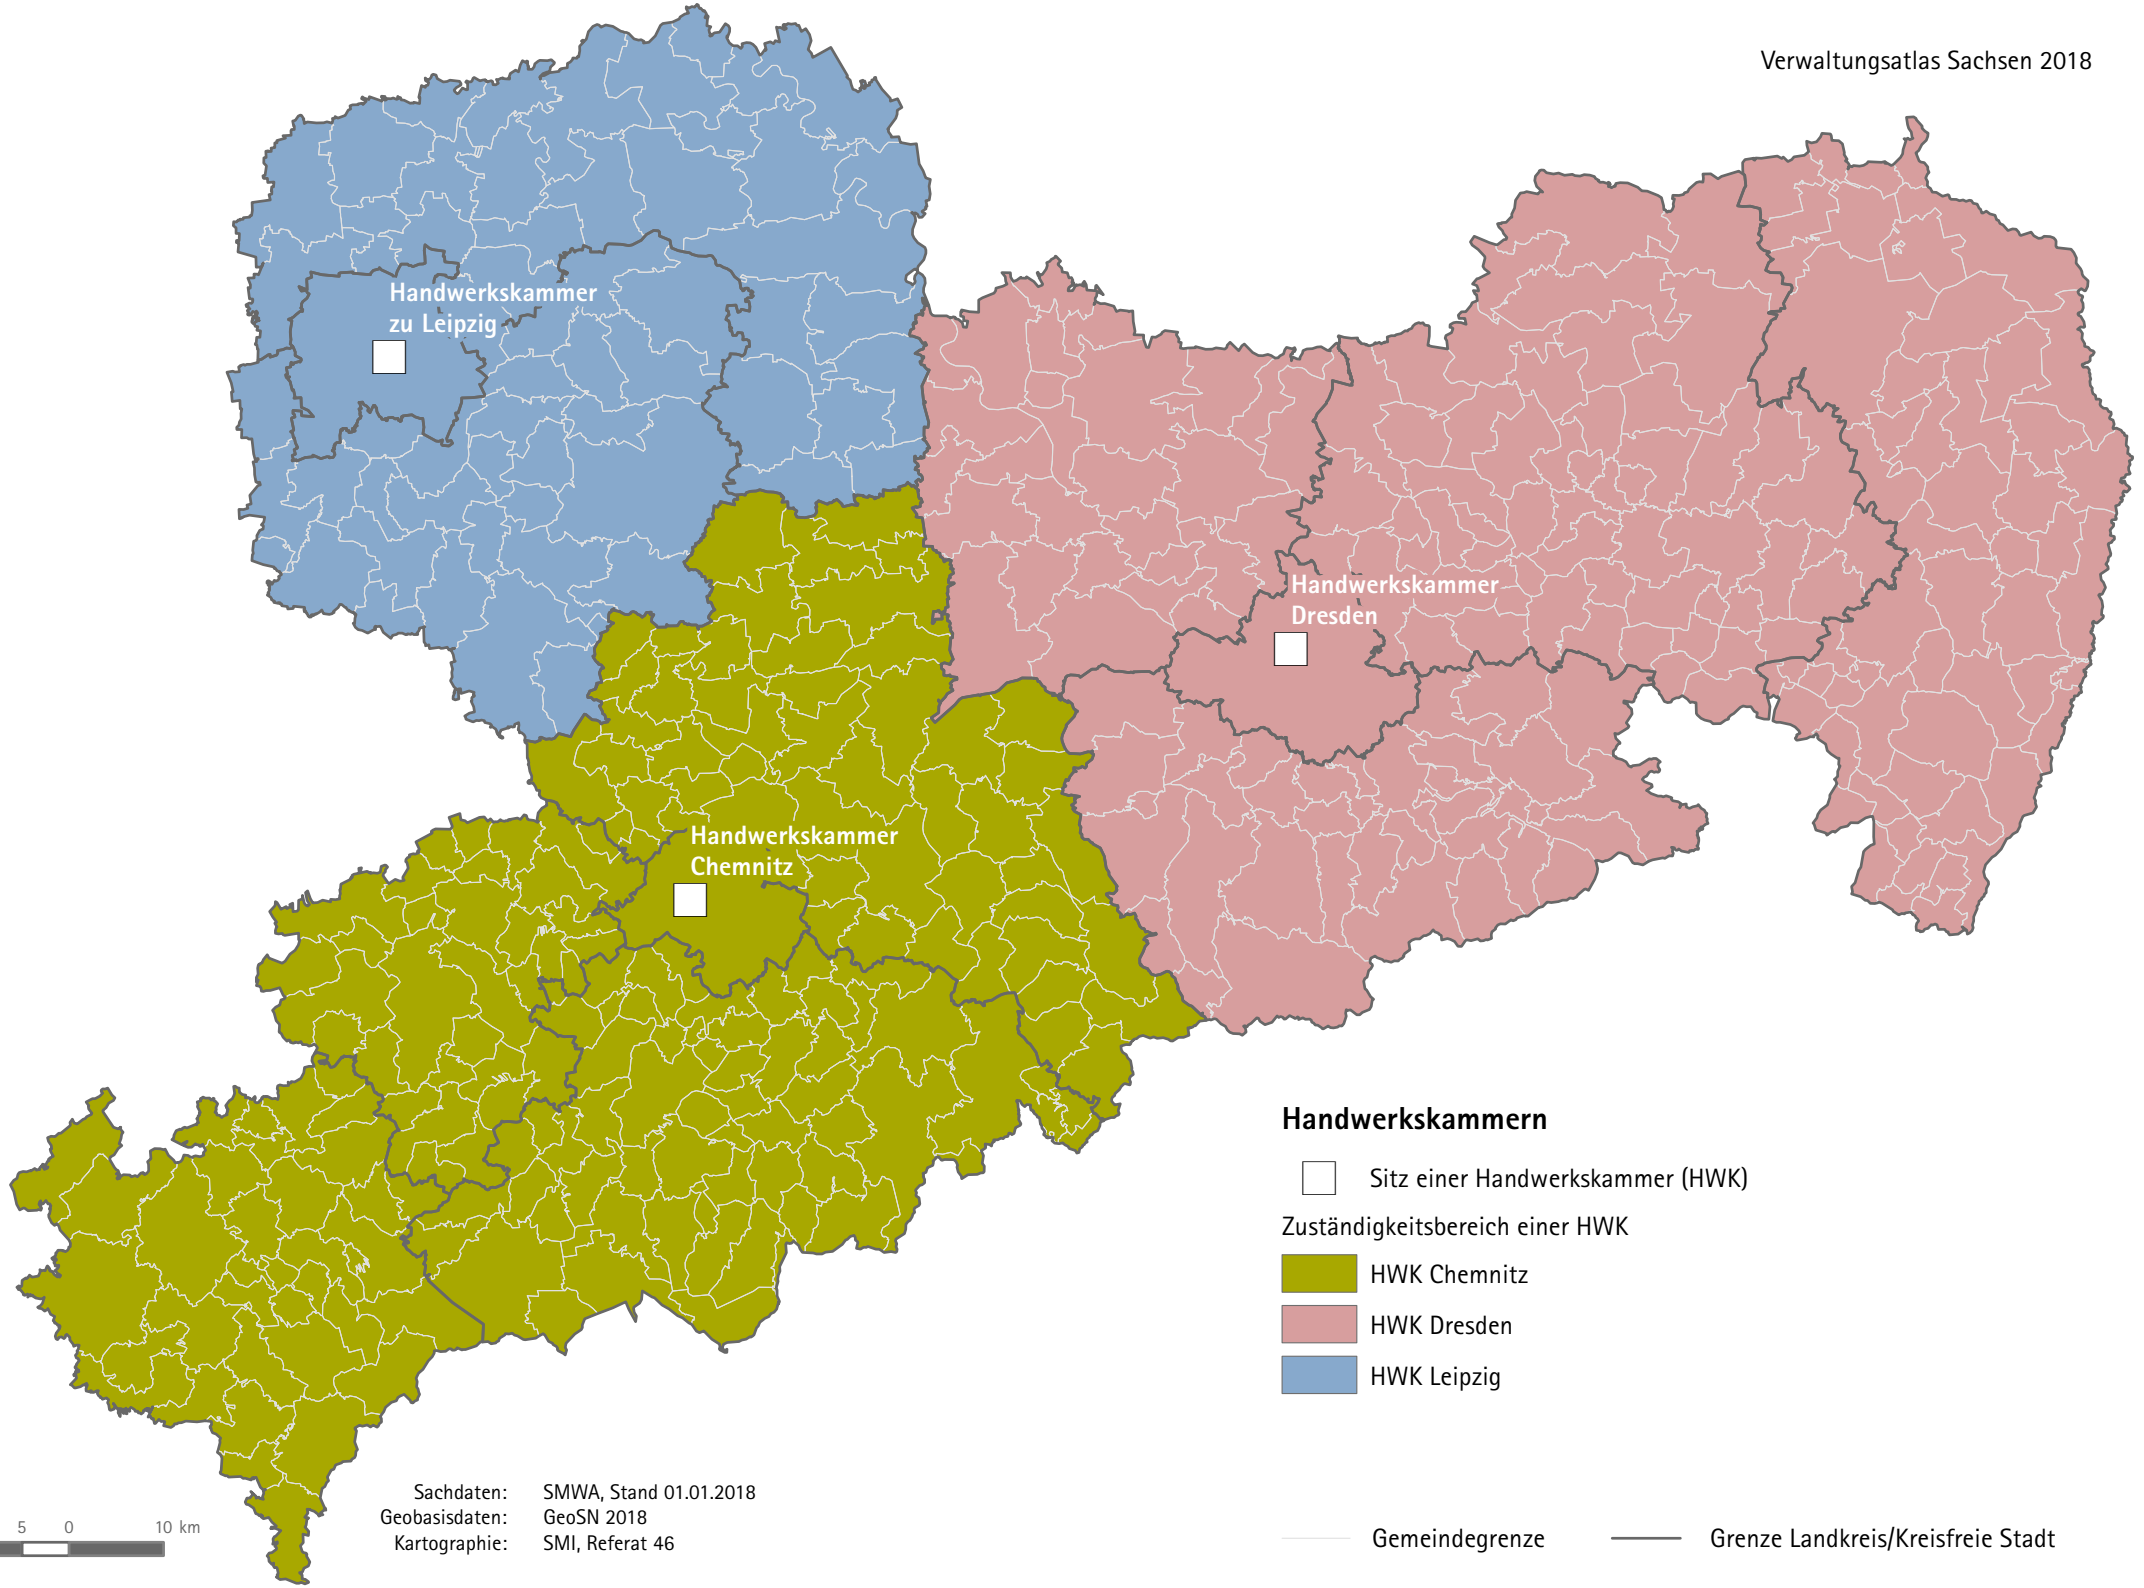 Verwaltungsatlas Sachsen 2018
Handwerkskammer
zu Leipzig
Handwerkskammer
Dresden
Handwerkskammer
Chemnitz
Handwerkskammern
Sitz einer Handwerkskammer (HWK)
Zuständigkeitsbereich einer HWK
HWK Chemnitz
HWK Dresden
HWK Leipzig
Sachdaten: SMWA, Stand 01.01.2018
Geobasisdaten: GeoSN 2018
Kartographie: SMI, Referat 46
5 0 10 km
Gemeindegrenze Grenze Landkreis/Kreisfreie Stadt